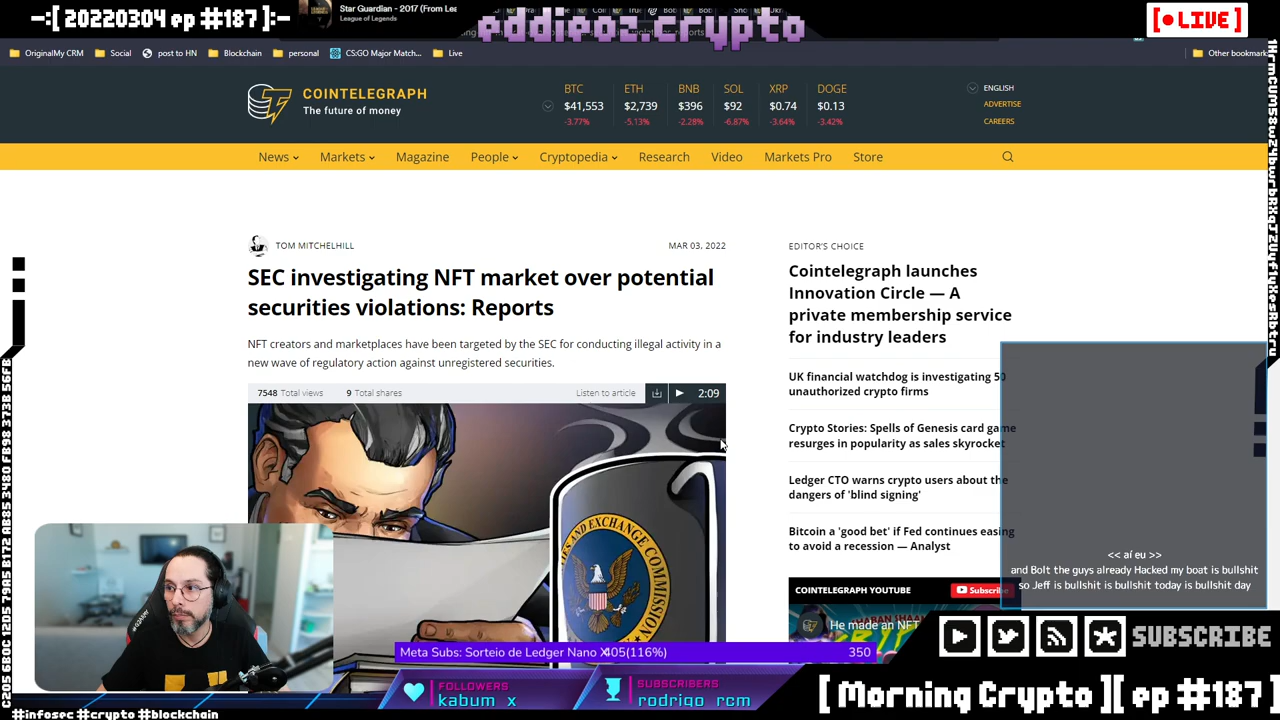 -:[ 20220304 ep #187 ]:-
Star Guardian - 2017 (From Lea
League of Legends
eddieoz.crypto
[● LIVE ]
OriginalMy CRM
Social
post to HN
Blockchain
personal
CS:GO Major Match...
Live
Other bookmark
COINTELEGRAPH
The future of money
BTC ETH BNB SOL XRP DOGE
$41,553 $2,739 $396 $92 $0.74 $0.13
-3.77% -5.13% -2.28% -6.87% -3.64% -3.42%
ENGLISH
ADVERTISE
CAREERS
News Markets Magazine People Cryptopedia Research Video Markets Pro Store
TOM MITCHELHILL
MAR 03, 2022
SEC investigating NFT market over potential
securities violations: Reports
NFT creators and marketplaces have been targeted by the SEC for conducting illegal activity in a
new wave of regulatory action against unregistered securities.
7548 Total views
9 Total shares
Listen to article
2:09
EDITOR'S CHOICE
Cointelegraph launches
Innovation Circle — A
private membership service
for industry leaders
UK financial watchdog is investigating 50
unauthorized crypto firms
Crypto Stories: Spells of Genesis card game
resurges in popularity as sales skyrocket
Ledger CTO warns crypto users about the
dangers of 'blind signing'
Bitcoin a 'good bet' if Fed continues easing
to avoid a recession — Analyst
COINTELEGRAPH YOUTUBE
Subscribe
He made an NFT
<< aí eu >>
and Bolt the guys already Hacked my boat is bullshit
so Jeff is bullshit is bullshit today is bullshit day
Meta Subs: Sorteio de Ledger Nano X
405(116%)
350
FOLLOWERS
kabum_x
SUBSCRIBERS
rodrigo_rcm
SUBSCRIBE
[ Morning Crypto ][ ep #187 ]
#infosec #crypto #blockchain